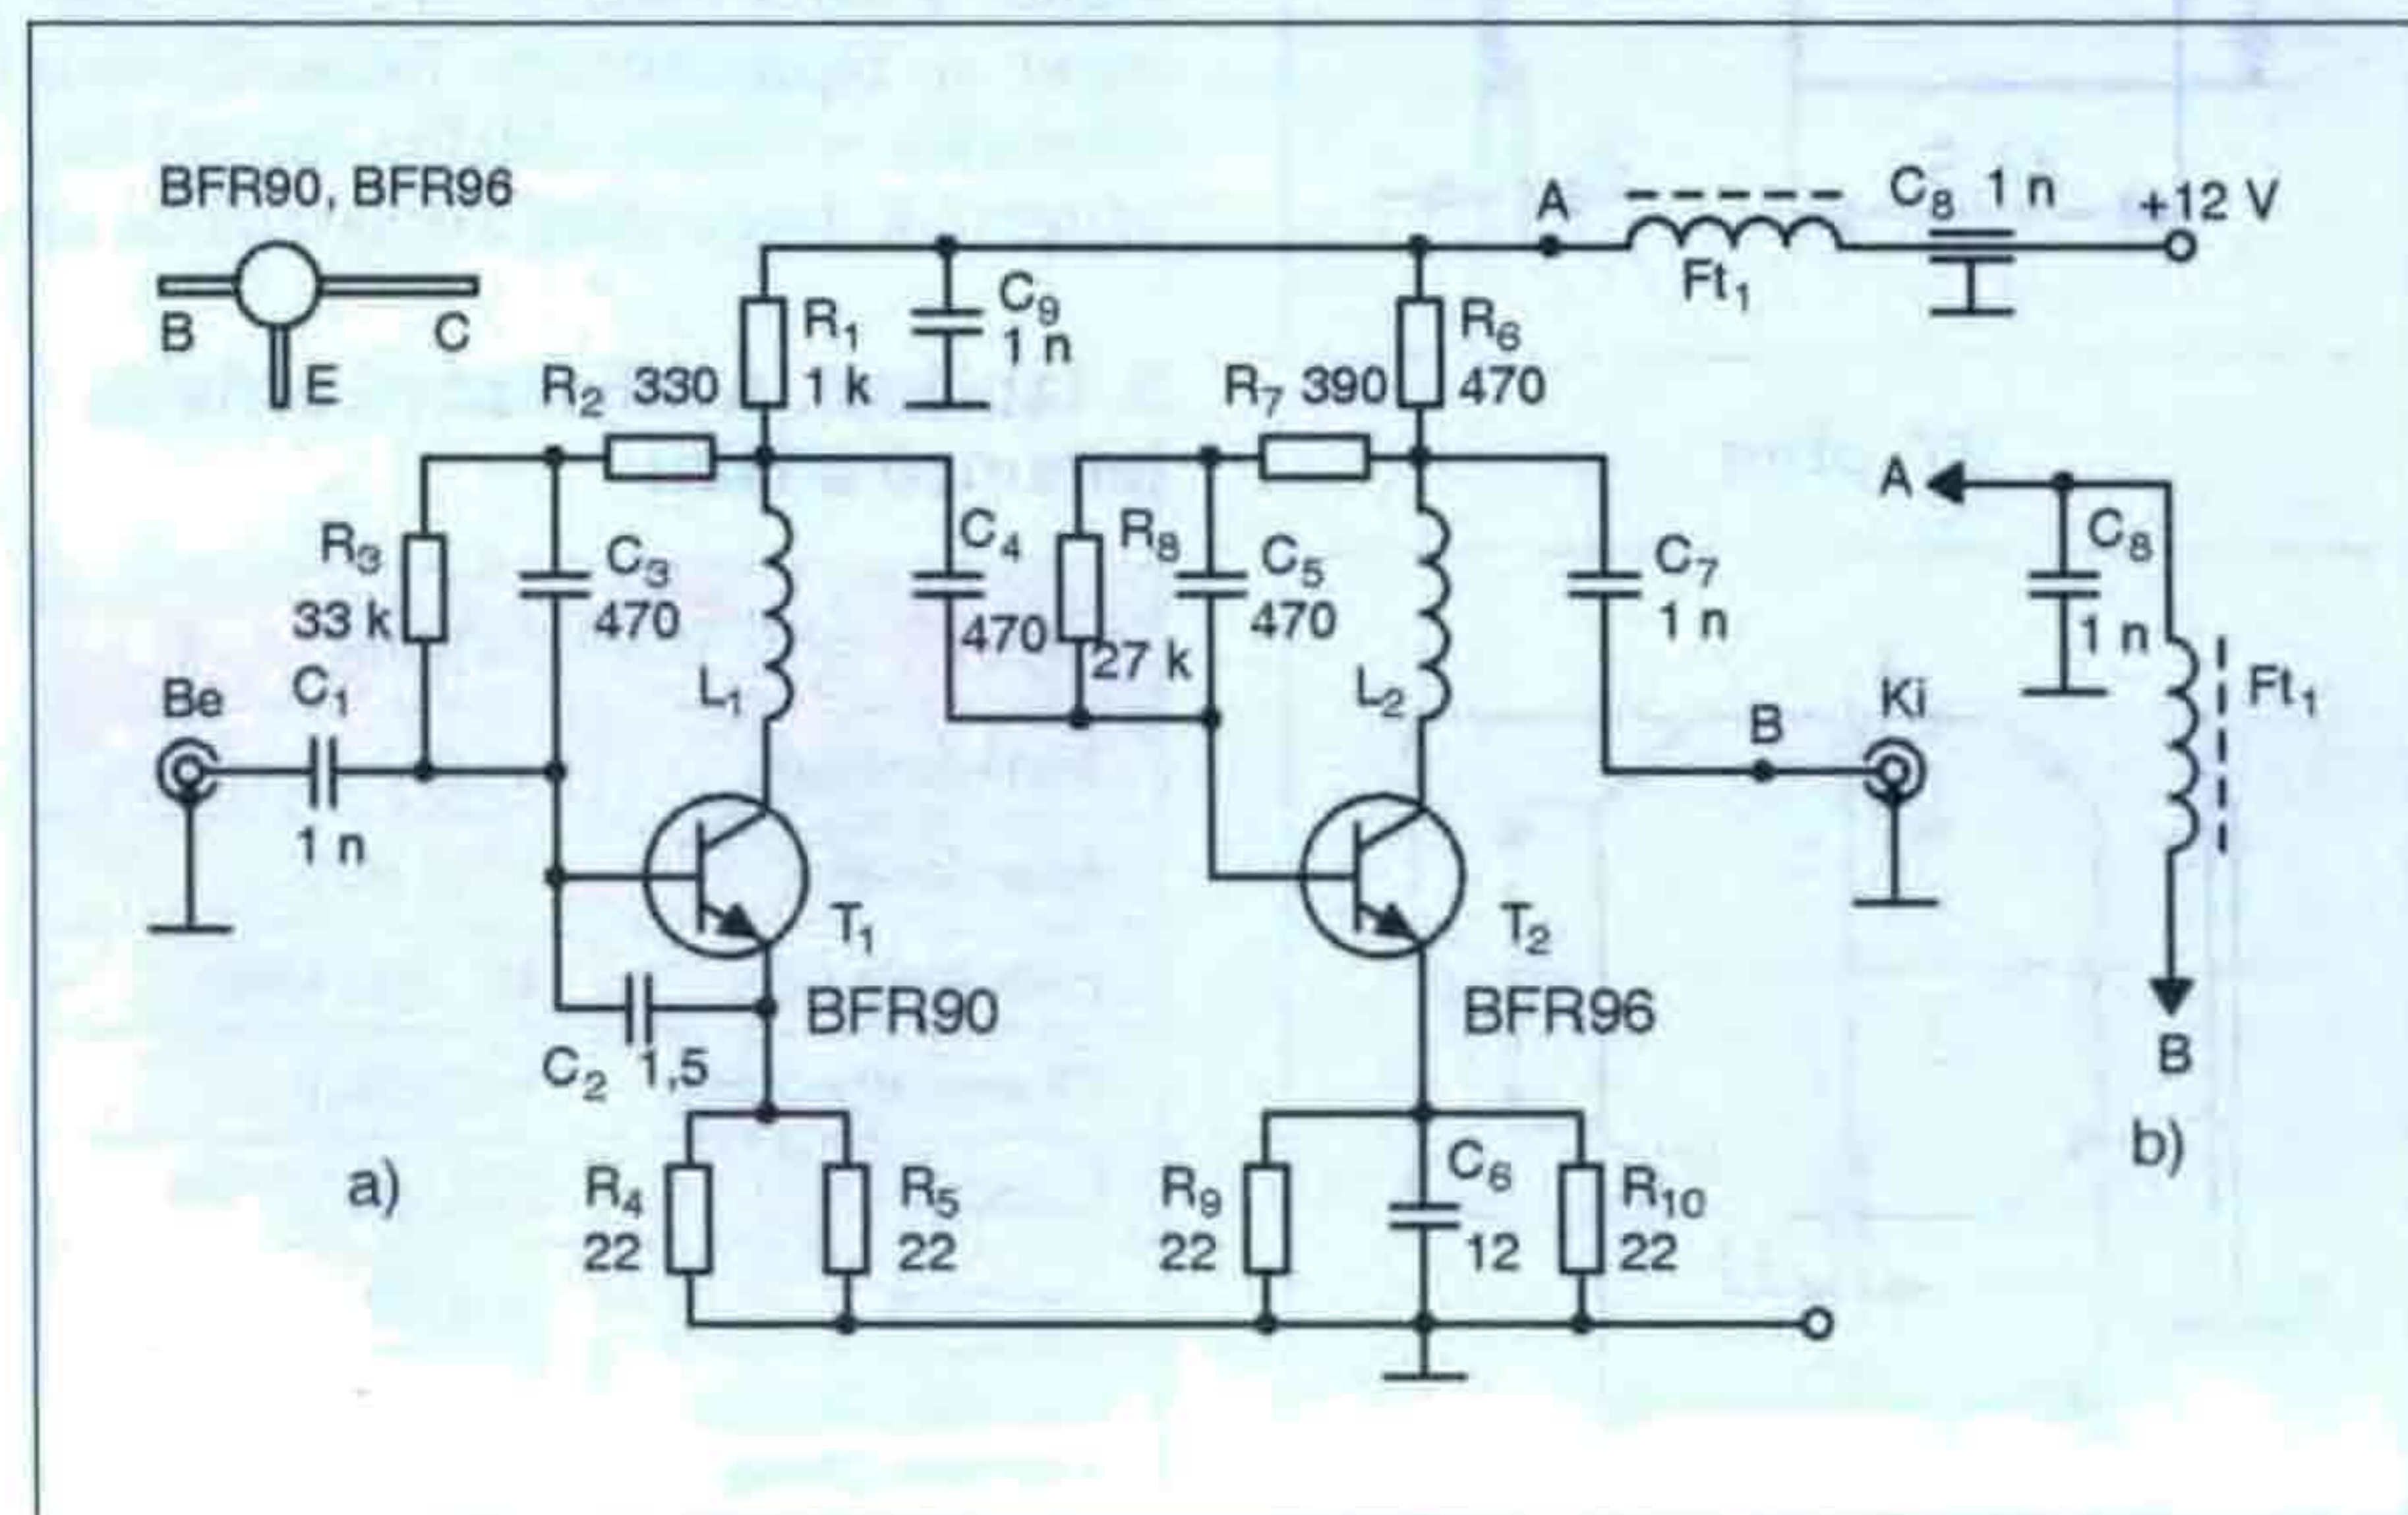 BFR90, BFR96
B
C
E
A
C₈ 1 n
+12 V
Ft₁
R₁
1 k
C₉
1 n
R₂ 330
R₆
470
R₇ 390
R₃
33 k
C₃
470
L₁
C₄
470
R₈
27 k
C₅
470
L₂
C₇
1 n
A
C₈
1 n
Ft₁
B
b)
Be
C₁
1 n
B
Ki
T₁
BFR90
C₂ 1,5
T₂
BFR96
a)
R₄
22
R₅
22
R₉
22
C₆
12
R₁₀
22